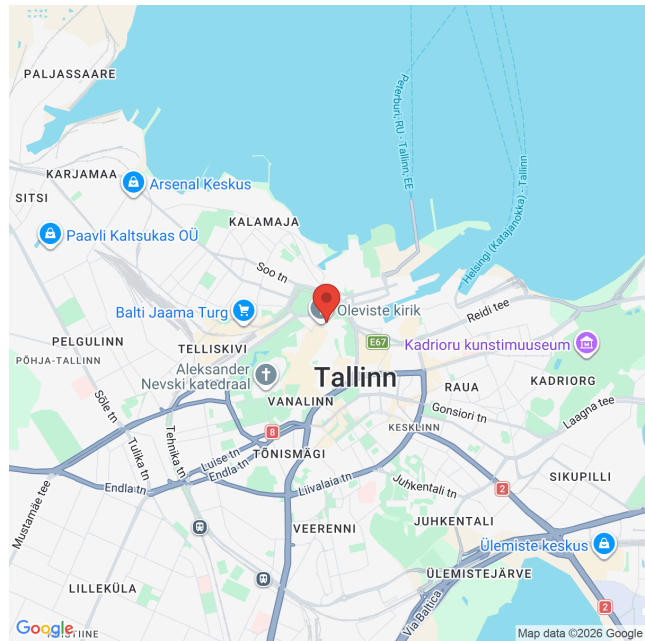 PALJASSAARE
Peterburi, RU - Tallinn, EE
KARJAMAA
Arsenal Keskus
SITSI
KALAMAJA
Paavli Kaltsukas OÜ
Helsingi (Katajanokka) - Tallinn
Soo tn
Balti Jaama Turg
Oleviste kirik
Reidi tee
E67
PELGULINN
TELLISKIVI
Kadrioru kunstimuuseum
PÕHJA-TALLINN
Aleksander
Nevski katedraal
Tallinn
RAUA
KADRIORG
Sõle tn
VANALINN
Gonsiori tn
Laagna tee
KESKLINN
8
Tehnika tn
Tulika tn
Luise tn
Endla tn
TÕNISMÄGI
SIKUPILLI
Mustamäe tee
Endla tn
Liivalaia tn
Juhkentali tn
2
VEERENNI
JUHKENTALI
Ülemiste keskus
ÜLEMISTEJÄRVE
LILLEKÜLA
Via Baltica
2
Google
Map data ©2025 Google